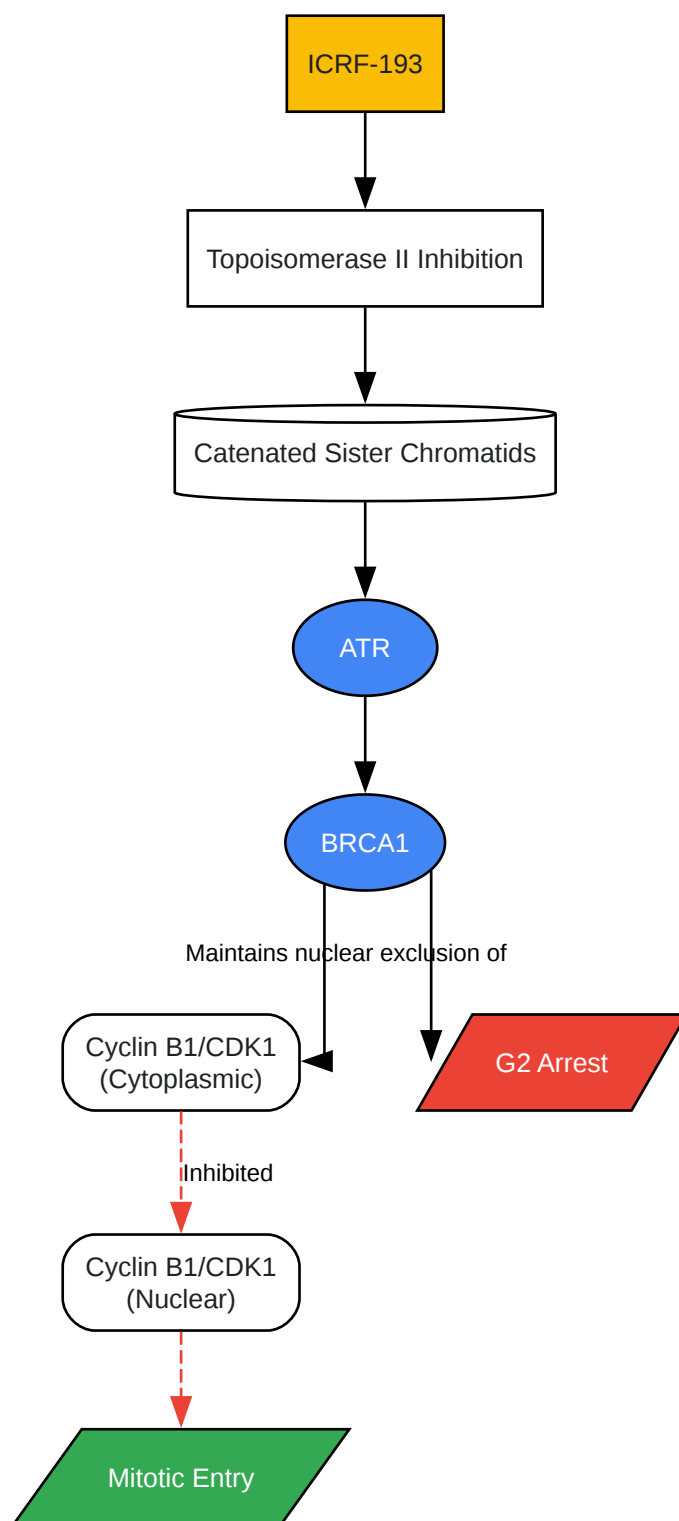 ICRF-193
Topoisomerase II Inhibition
Catenated Sister Chromatids
ATR
BRCA1
Maintains nuclear exclusion of
Cyclin B1/CDK1
(Cytoplasmic)
G2 Arrest
Inhibited
Cyclin B1/CDK1
(Nuclear)
Mitotic Entry